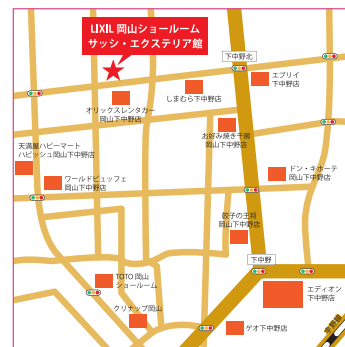 LIXIL 岡山ショールーム
サッシ・エクステリア館
下中野北
エブリイ
下中野店
しまむら下中野店
オリックスレンタカー
岡山下中野店
お好み焼き千房
岡山下中野店
天満屋ハピーマート
ハピッシュ岡山下中野店
ワールドビュッフェ
岡山下中野店
ドン・キホーテ
岡山下中野店
餃子の王将
岡山下中野店
下中野
TOTO 岡山
ショールーム
エディオン
下中野店
クリナップ岡山
ゲオ下中野店